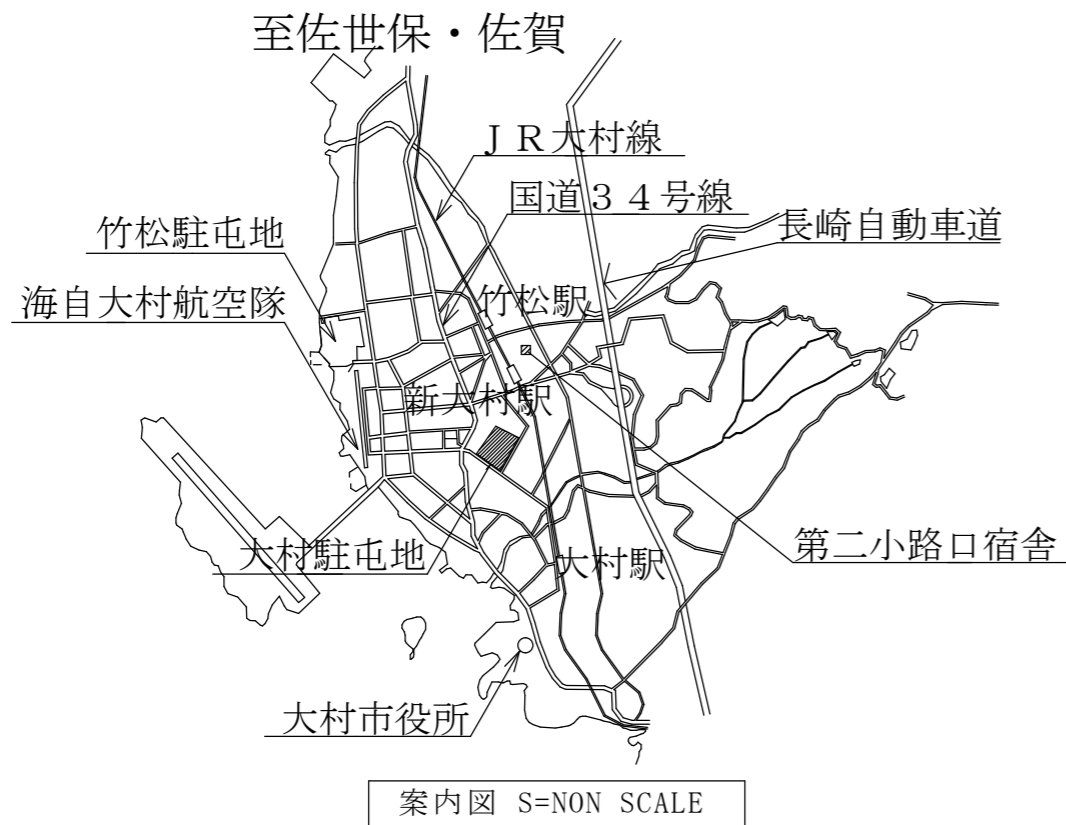 至佐世保・佐賀
ＪＲ大村線
国道３４号線
竹松駐屯地
長崎自動車道
海自大村航空隊
竹松駅
新大村駅
大村駐屯地
大村駅
第二小路口宿舎
大村市役所
案内図 S=NON SCALE